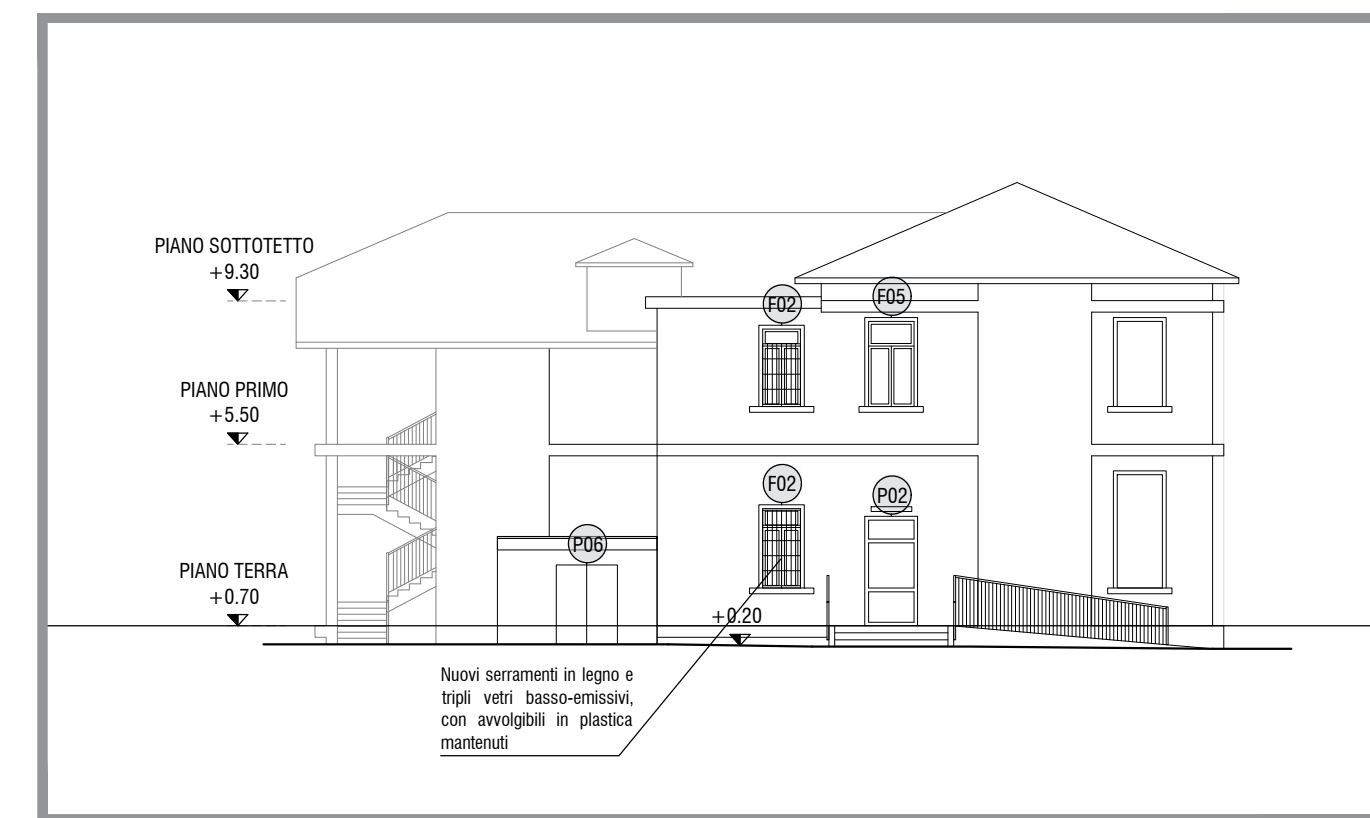 PIANO SOTTOTETTO
+9.30
F02
F05
PIANO PRIMO
+5.50
F02
P02
P06
PIANO TERRA
+0.70
+0.20
Nuovi serramenti in legno e
tripli vetri basso-emissivi,
con avvolgibili in plastica
mantenuti